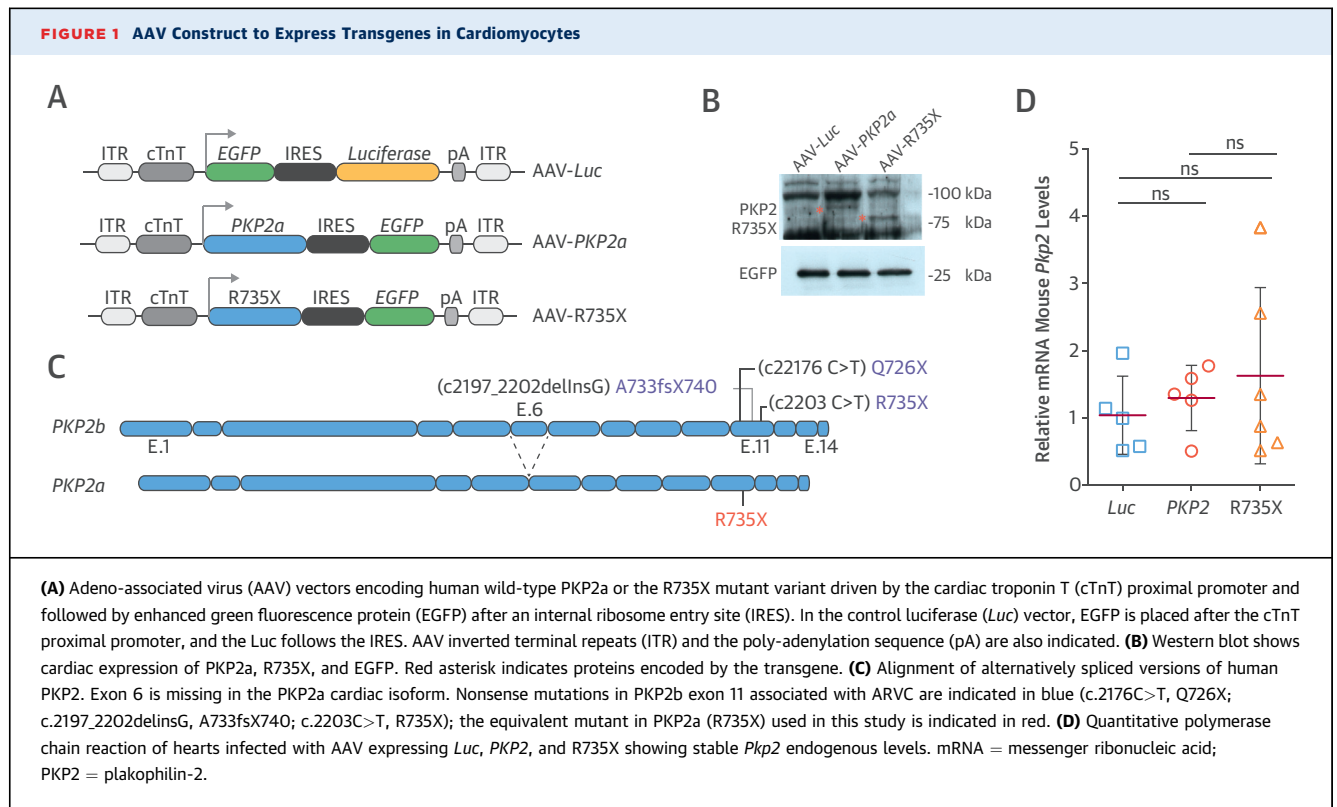 FIGURE 1 AAV Construct to Express Transgenes in Cardiomyocytes
A
ITR cTnT EGFP IRES Luciferase pA ITR
AAV-Luc
ITR cTnT PKP2a IRES EGFP pA ITR
AAV-PKP2a
ITR cTnT R735X IRES EGFP pA ITR
AAV-R735X
B
AAV-Luc AAV-PKP2a AAV-R735X
-100 kDa
PKP2
R735X
-75 kDa
EGFP
-25 kDa
C
(c22176 C>T) Q726X
(c2197_2202delInsG) A733fsX740
(c2203 C>T) R735X
E.6
PKP2b
E.1 E.11 E.14
PKP2a
R735X
D
Relative mRNA Mouse Pkp2 Levels
ns
ns
ns
5
4
3
2
1
0
Luc PKP2 R735X
(A) Adeno-associated virus (AAV) vectors encoding human wild-type PKP2a or the R735X mutant variant driven by the cardiac troponin T (cTnT) proximal promoter and
followed by enhanced green fluorescence protein (EGFP) after an internal ribosome entry site (IRES). In the control luciferase (Luc) vector, EGFP is placed after the cTnT
proximal promoter, and the Luc follows the IRES. AAV inverted terminal repeats (ITR) and the poly-adenylation sequence (pA) are also indicated. (B) Western blot shows
cardiac expression of PKP2a, R735X, and EGFP. Red asterisk indicates proteins encoded by the transgene. (C) Alignment of alternatively spliced versions of human
PKP2. Exon 6 is missing in the PKP2a cardiac isoform. Nonsense mutations in PKP2b exon 11 associated with ARVC are indicated in blue (c.2176C>T, Q726X;
c.2197_2202delinsG, A733fsX740; c.2203C>T, R735X); the equivalent mutant in PKP2a (R735X) used in this study is indicated in red. (D) Quantitative polymerase
chain reaction of hearts infected with AAV expressing Luc, PKP2, and R735X showing stable Pkp2 endogenous levels. mRNA = messenger ribonucleic acid;
PKP2 = plakophilin-2.